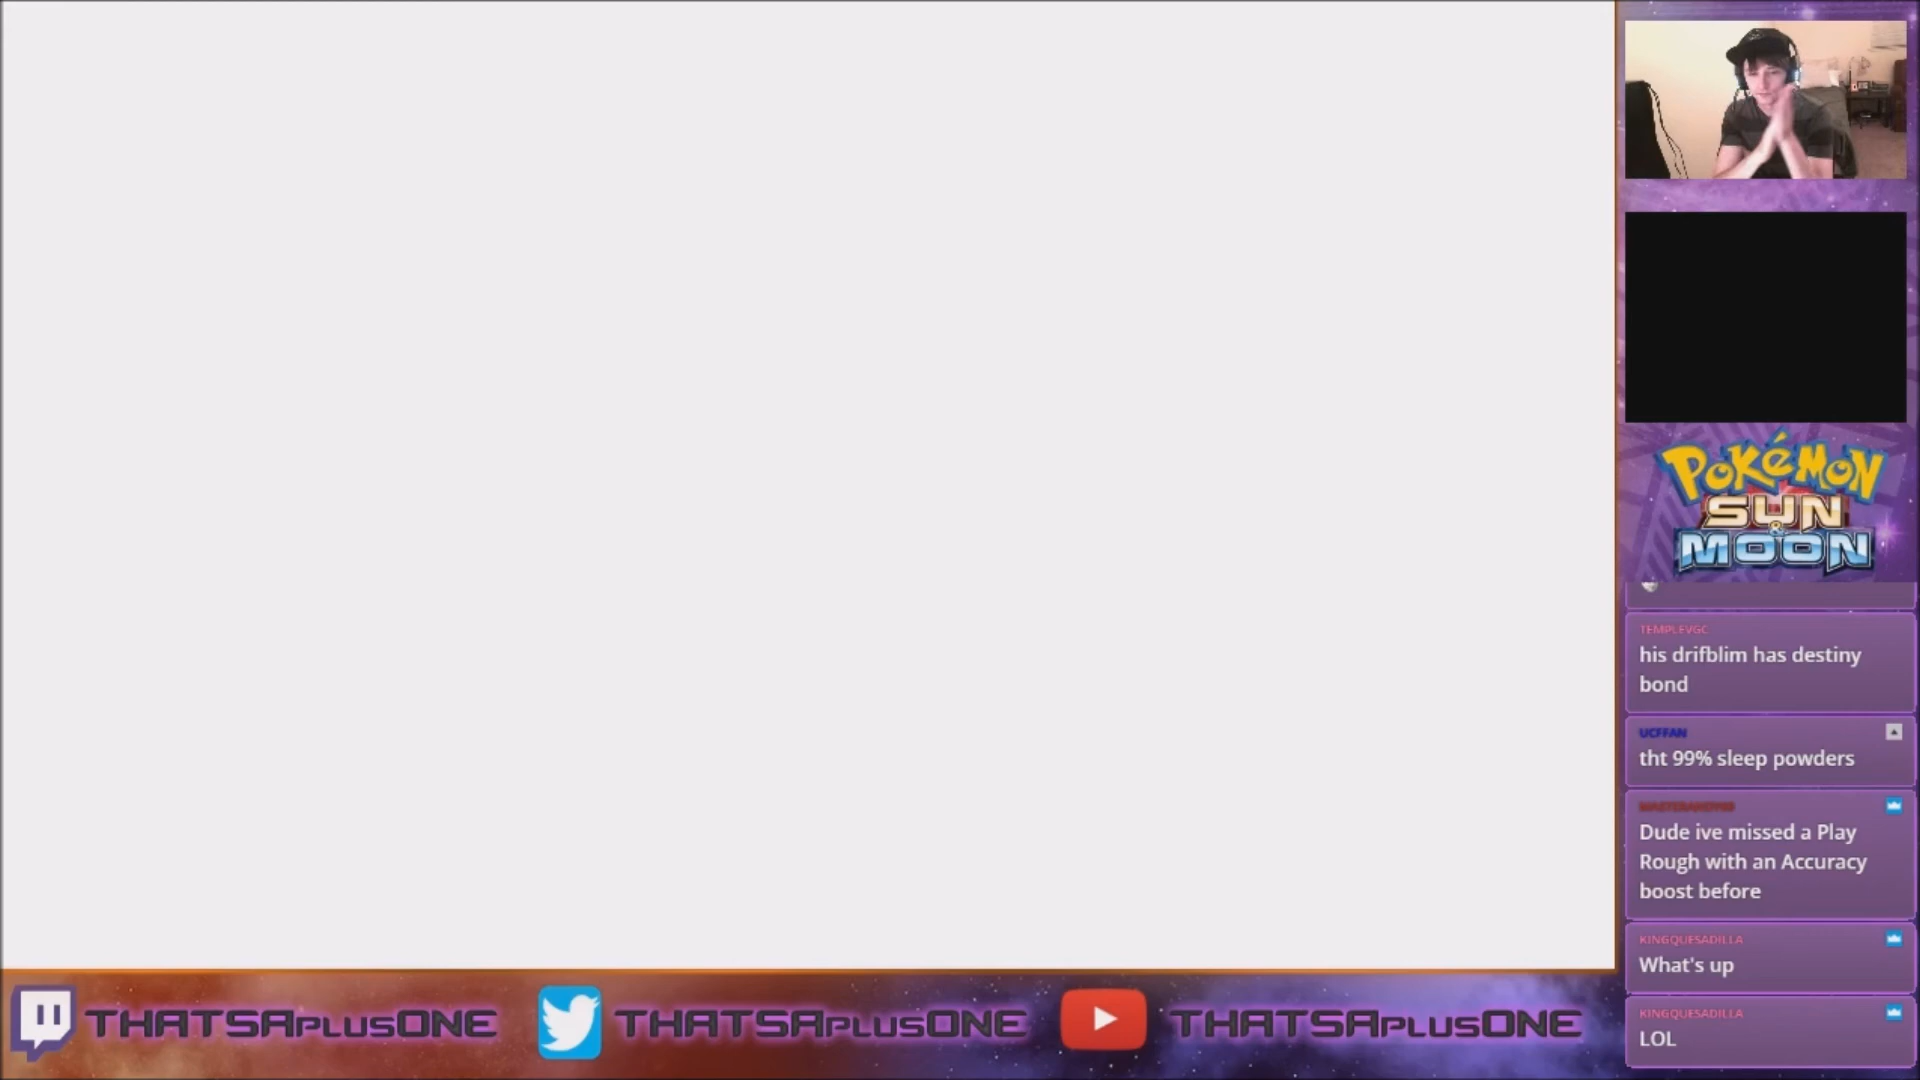 POKéMON
SUN
&
MOON
TEMPLEVGC
his drifblim has destiny
bond
UCFFAN
tht 99% sleep powders
Dude ive missed a Play
Rough with an Accuracy
boost before
KINGQUESADILLA
What's up
KINGQUESADILLA
LOL
THATSAPLUSONE THATSAPLUSONE THATSAPLUSONE